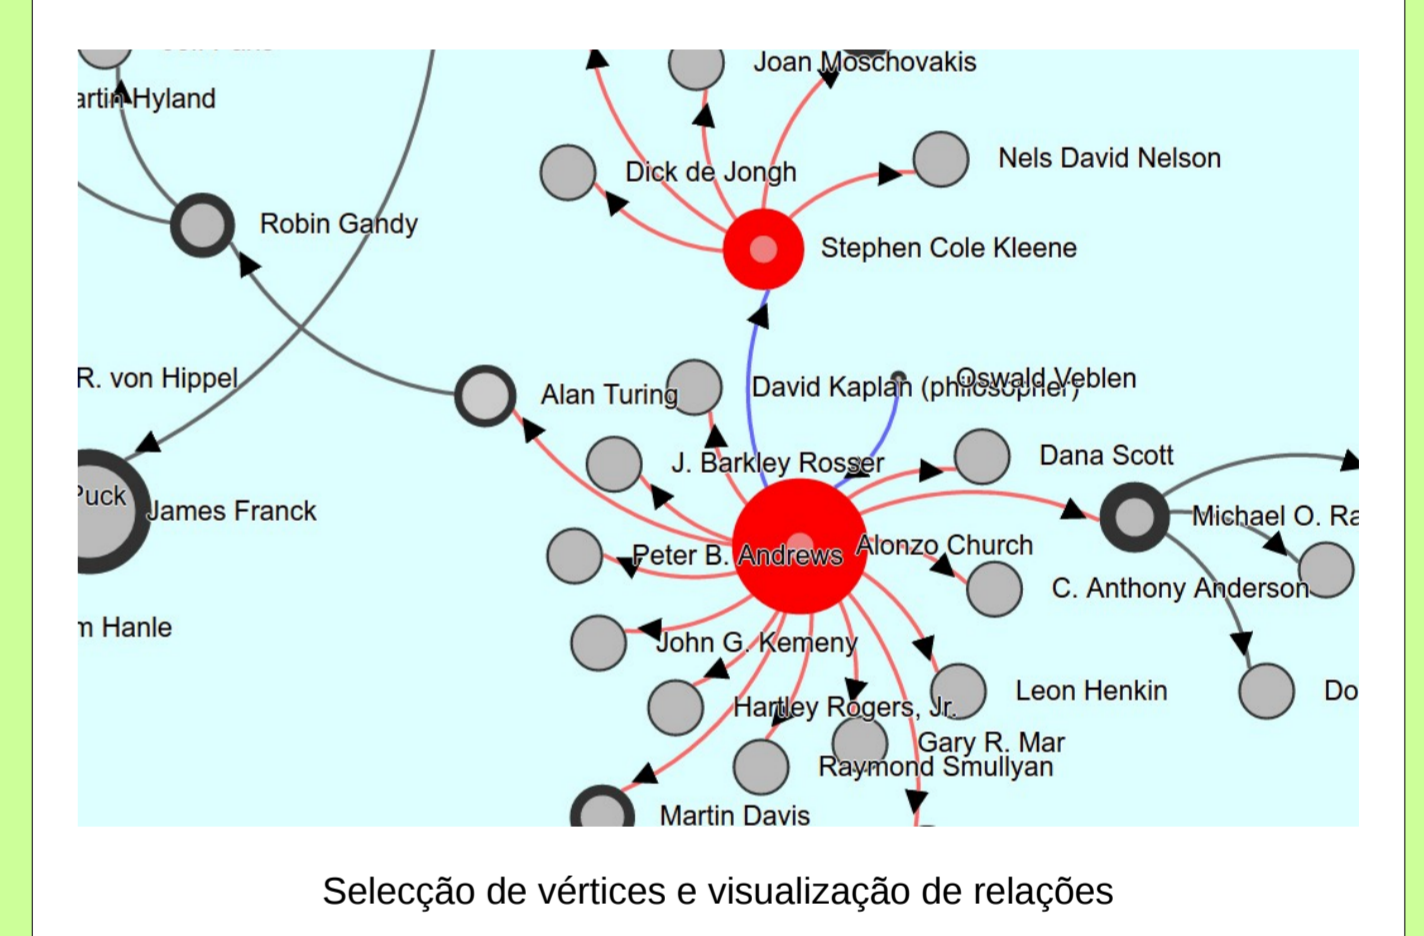 Joan Moschovakis
artin Hyland
Nels David Nelson
Dick de Jongh
Robin Gandy
Stephen Cole Kleene
R. von Hippel
Oswald Veblen
David Kaplan (philosopher)
Alan Turing
Dana Scott
J. Barkley Rosser
Puck
James Franck
Michael O. Ra
Alonzo Church
Peter B. Andrews
C. Anthony Anderson
m Hanle
John G. Kemeny
Leon Henkin
Do
Hartley Rogers, Jr.
Gary R. Mar
Raymond Smullyan
Martin Davis
Selecção de vértices e visualização de relações